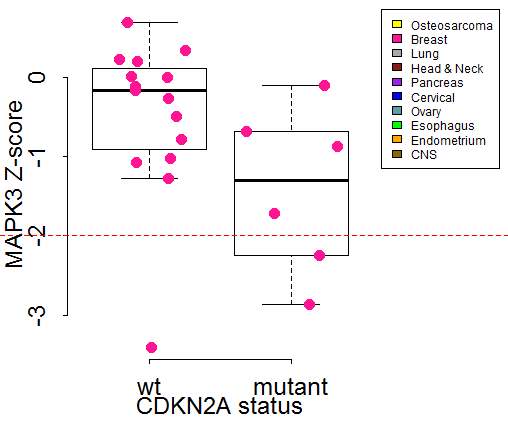 MAPK3 Z-score
0
-1
-2
-3
wt mutant
CDKN2A status
Osteosarcoma
Breast
Lung
Head & Neck
Pancreas
Cervical
Ovary
Esophagus
Endometrium
CNS